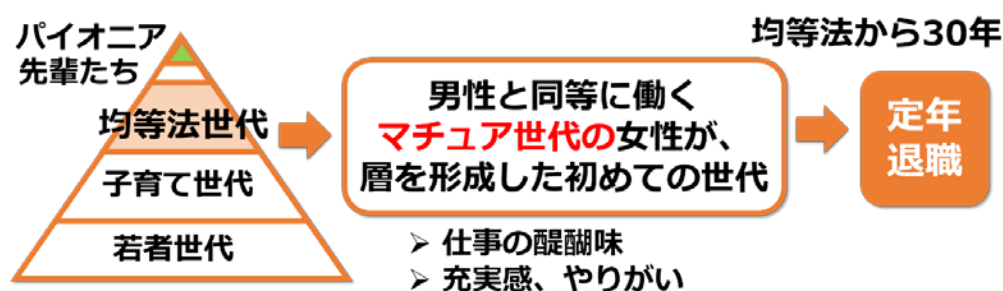 パイオニア
先輩たち
均等法世代
子育て世代
若者世代
男性と同等に働く
マチュア世代の女性が、
層を形成した初めての世代
➢ 仕事の醍醐味
➢ 充実感、やりがい
均等法から30年
定年
退職